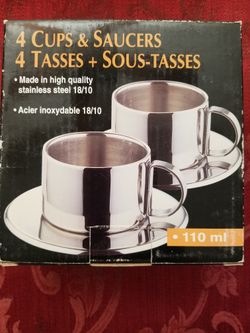 4 CUPS & SAUCERS
4 TASSES + SOUS-TASSES
• Made in high quality
stainless steel 18/10
• Acier inoxydable 18/10
• 110 ml